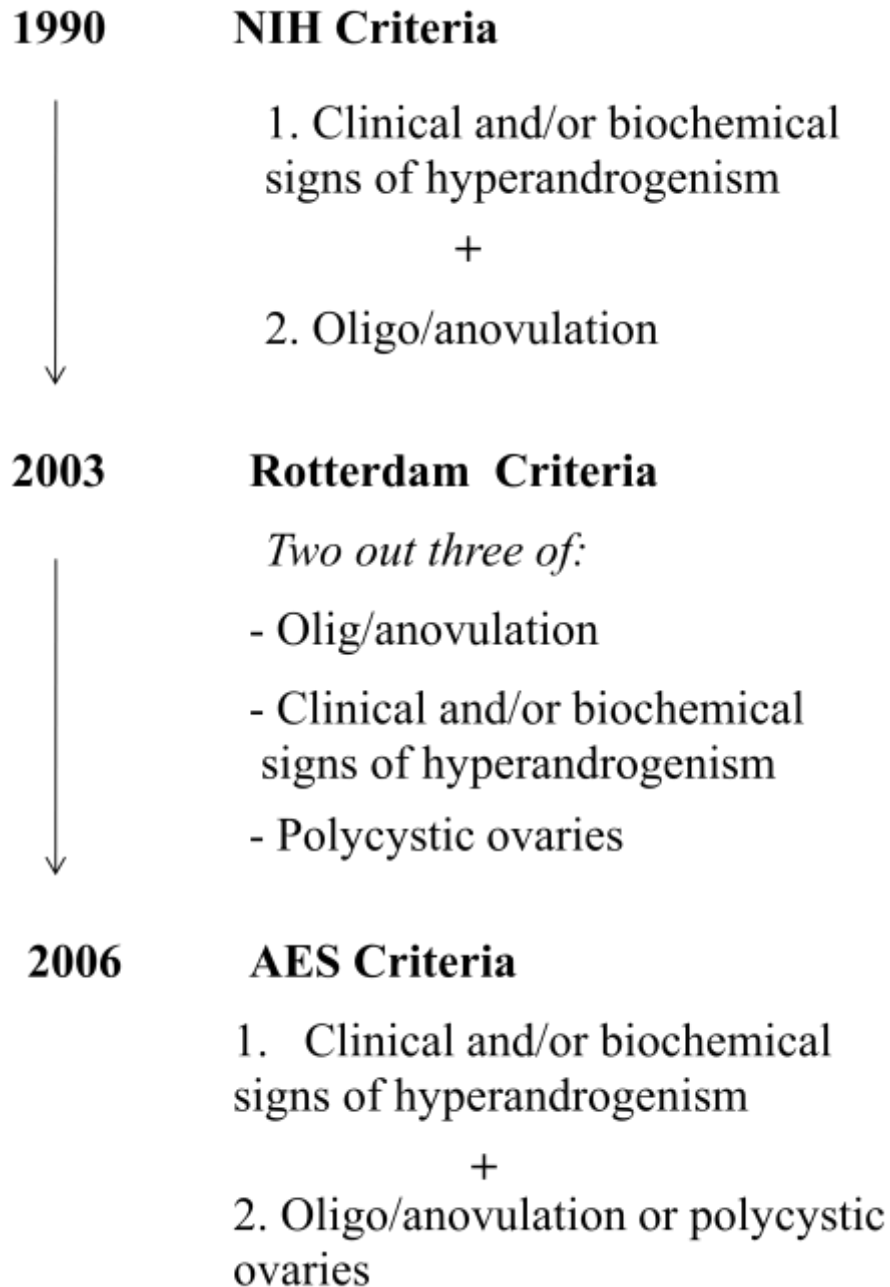 1990 NIH Criteria
1. Clinical and/or biochemical
signs of hyperandrogenism
+
2. Oligo/anovulation
2003 Rotterdam Criteria
Two out three of:
- Olig/anovulation
- Clinical and/or biochemical
signs of hyperandrogenism
- Polycystic ovaries
2006 AES Criteria
1. Clinical and/or biochemical
signs of hyperandrogenism
+
2. Oligo/anovulation or polycystic
ovaries